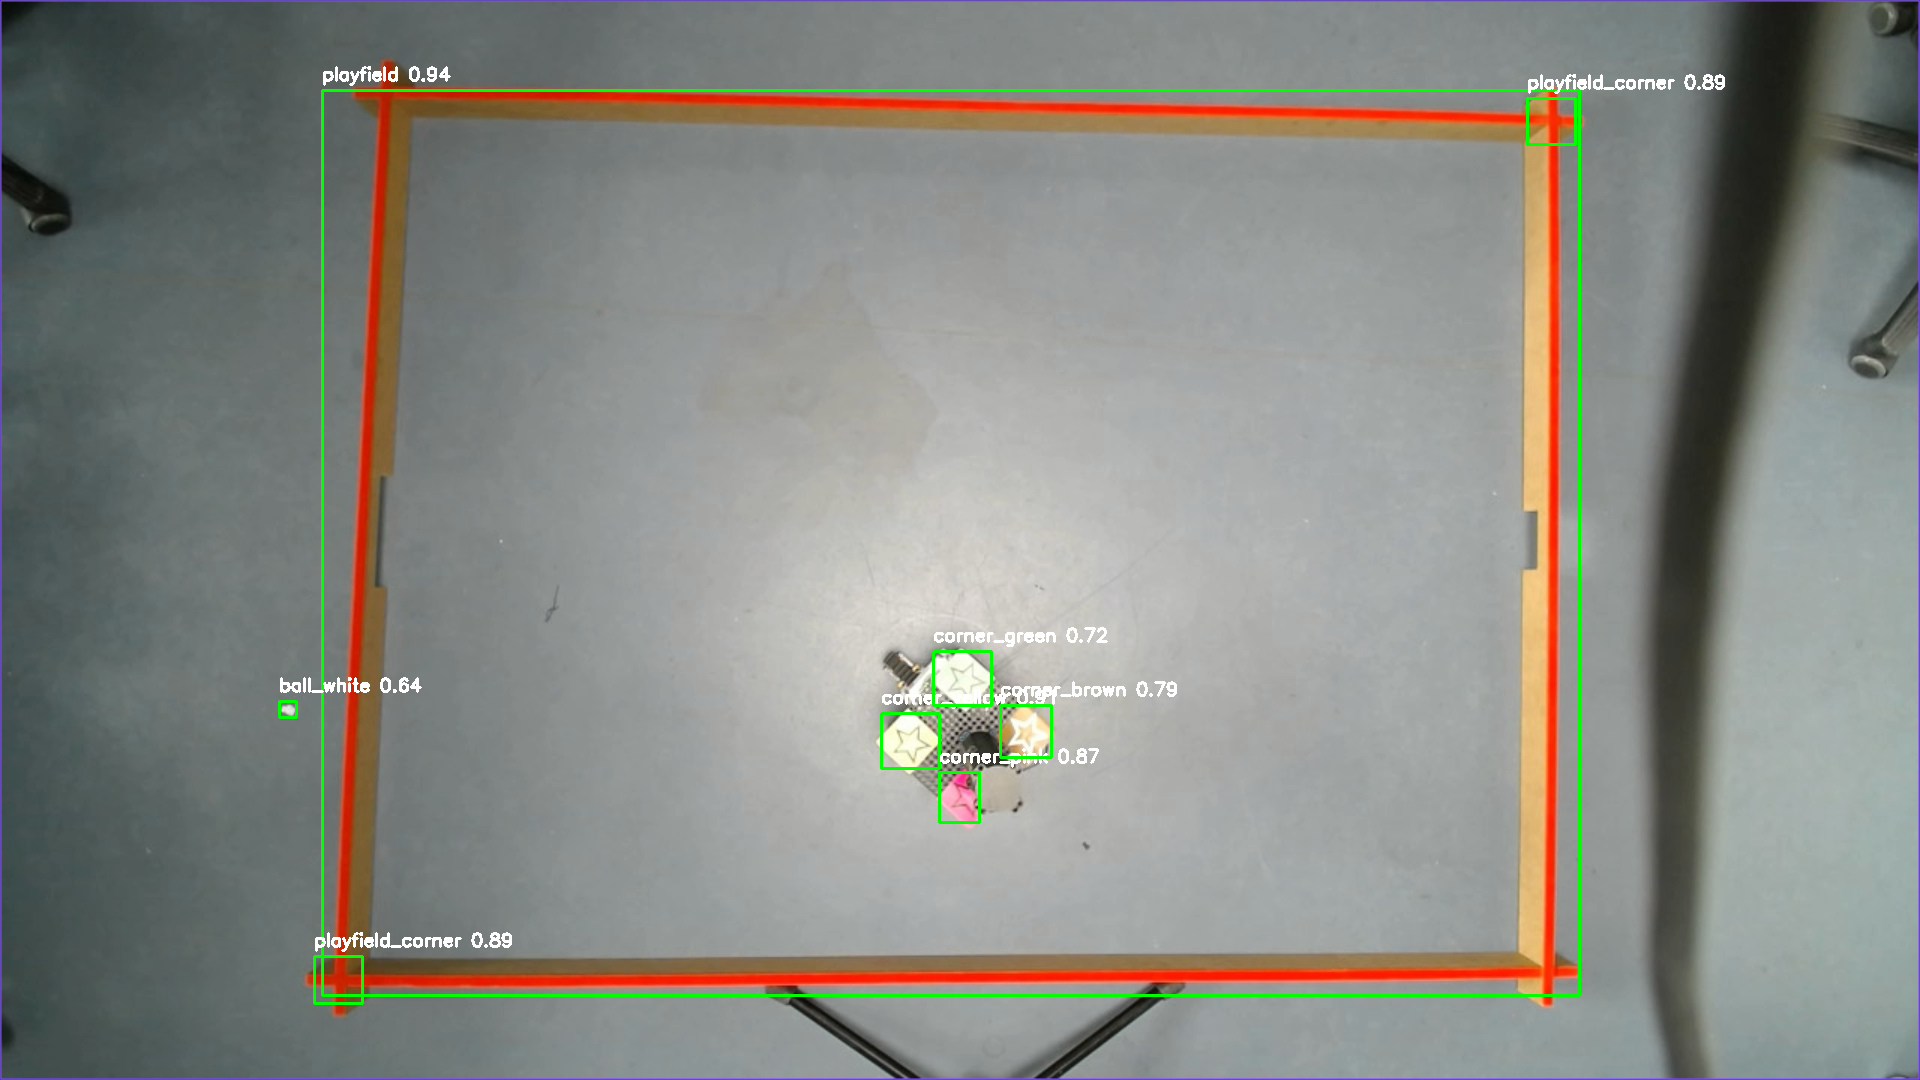 playfield 0.94
playfield_corner 0.89
corner_green 0.72
ball_white 0.64
corner_brown 0.79
corner_pink 0.87
playfield_corner 0.89